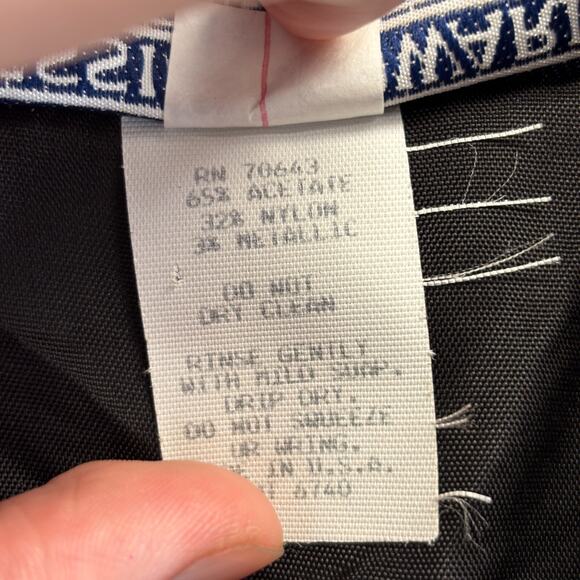 RN 70643
65% ACETATE
32% NYLON
3% METALLIC
DO NOT
DRY CLEAN
RINSE GENTLY
WITH MILD SOAP.
DRIP DRY.
DO NOT SQUEEZE
OR WRING.
IN U.S.A.
6740